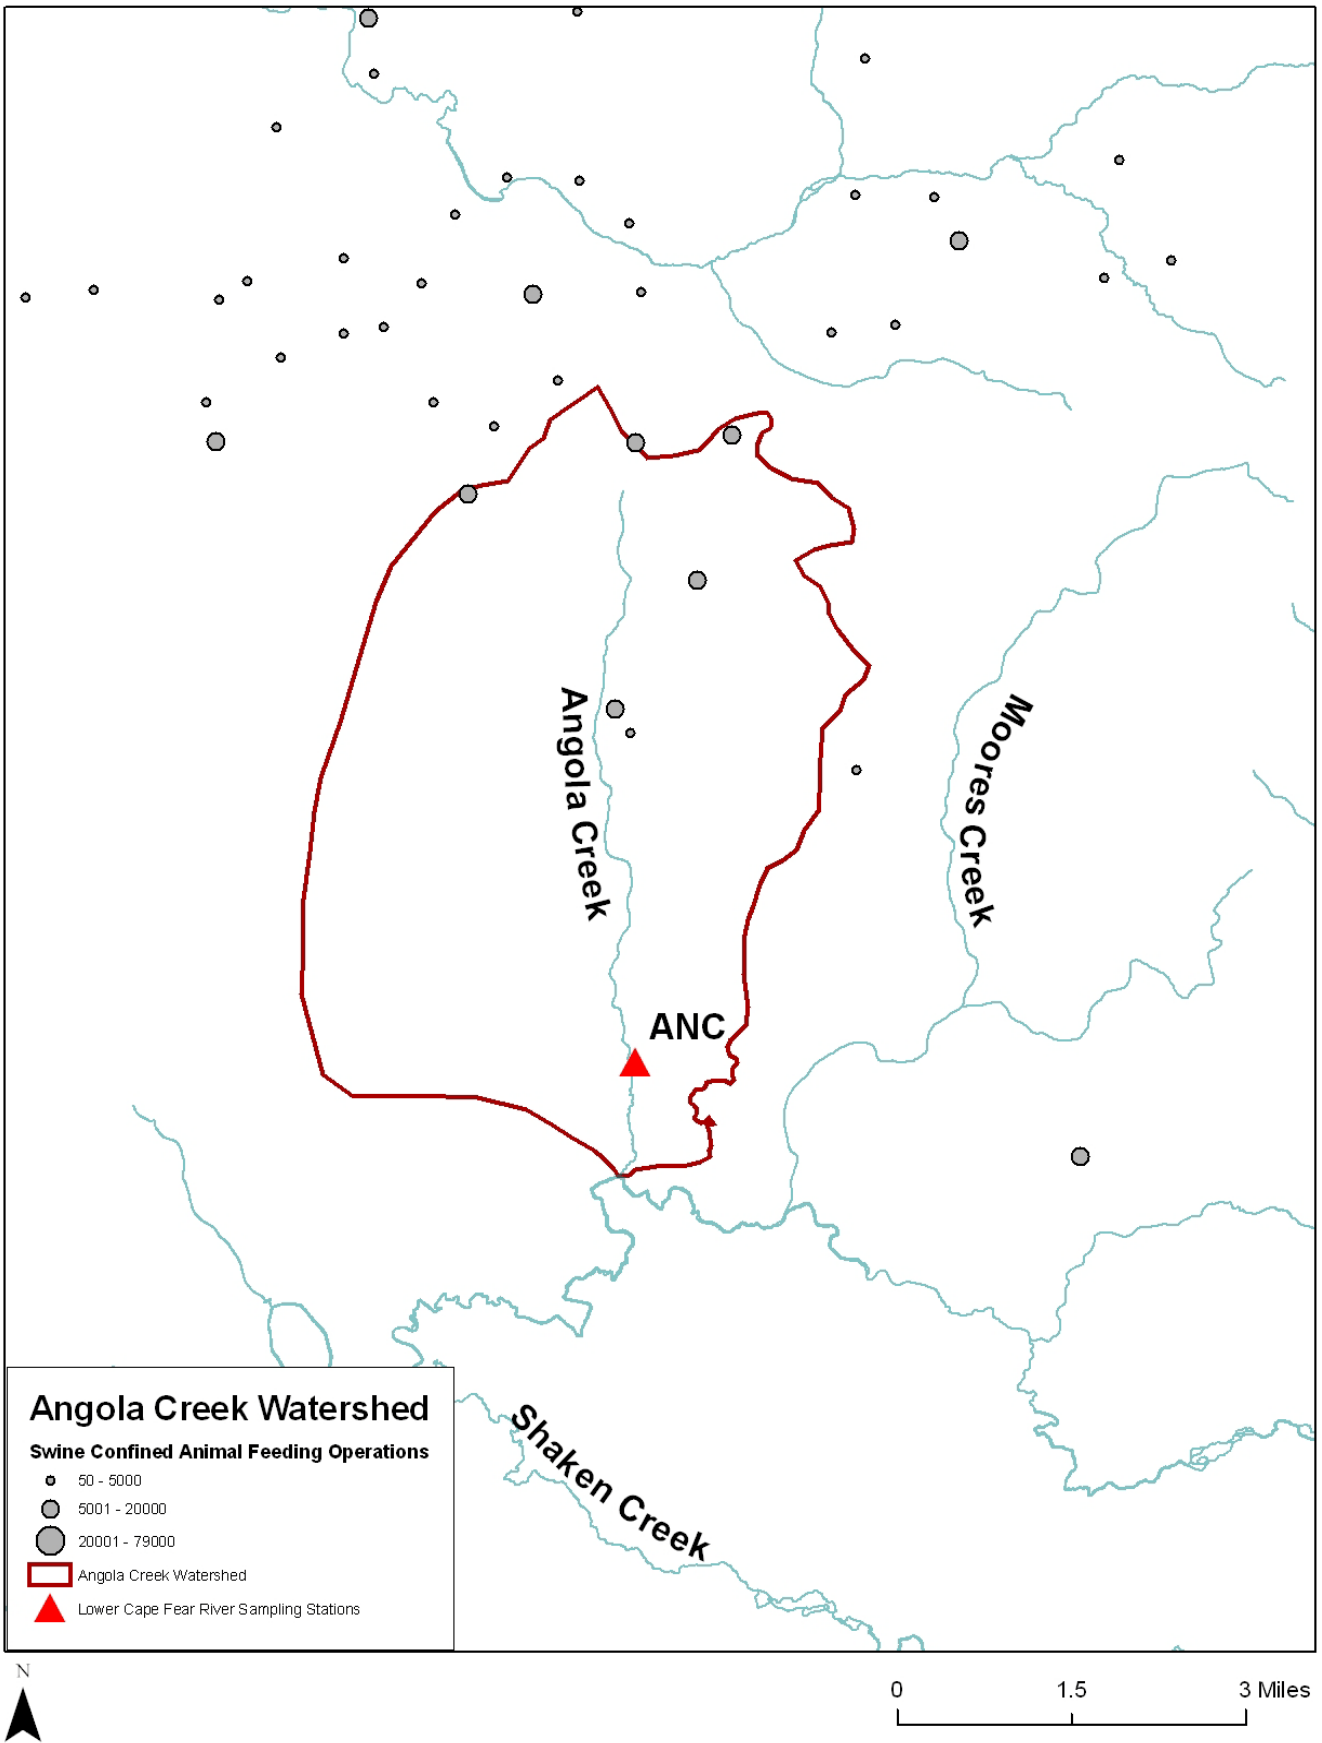 Angola Creek
Moores Creek
ANC
Shaken Creek
Angola Creek Watershed
Swine Confined Animal Feeding Operations
50 - 5000
5001 - 20000
20001 - 79000
Angola Creek Watershed
Lower Cape Fear River Sampling Stations
N
0 1.5 3 Miles